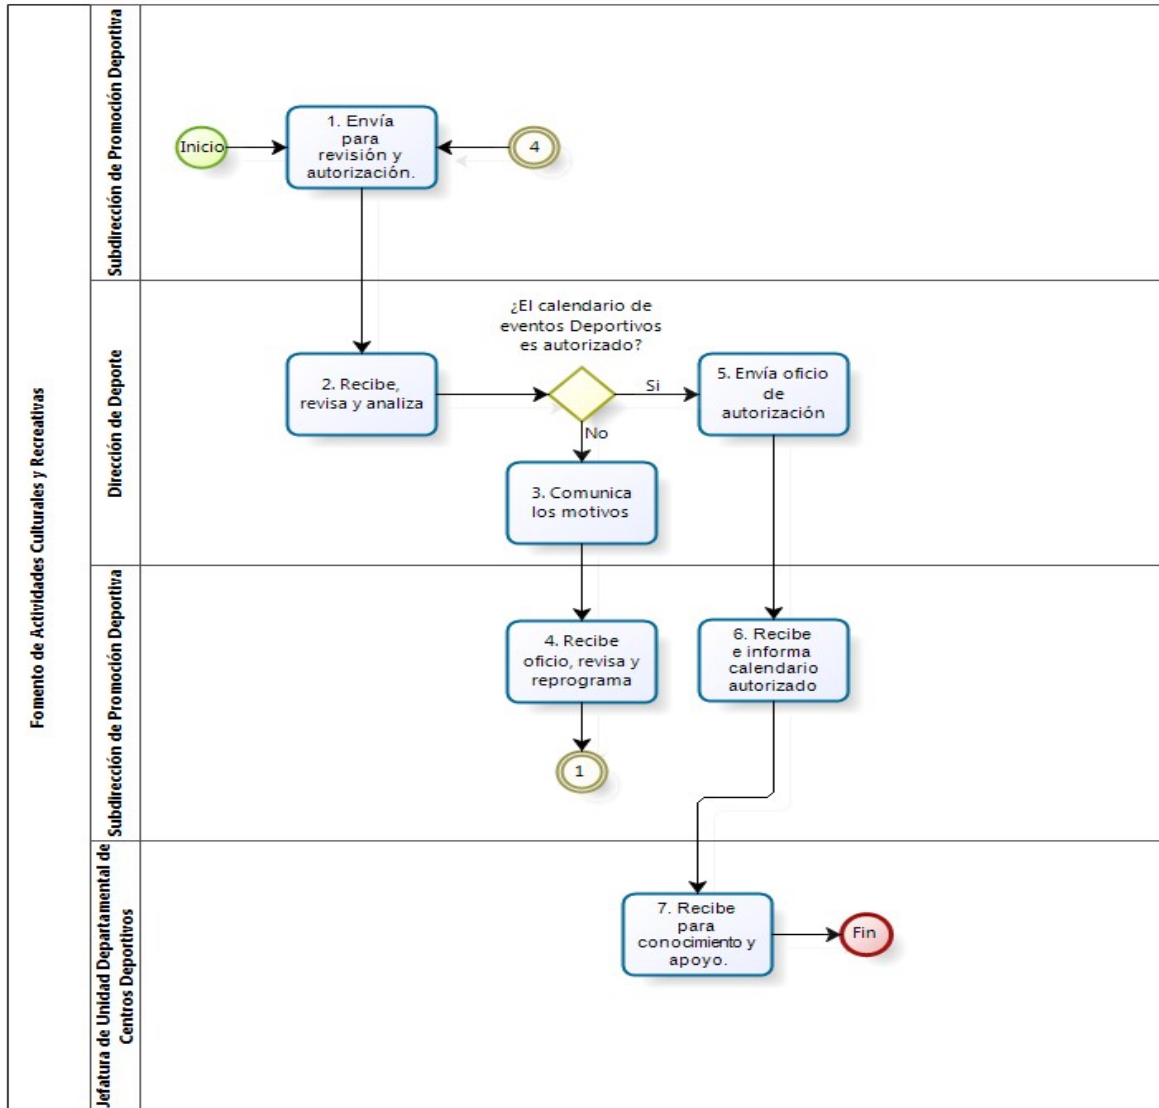 Fomento de Actividades Culturales y Recreativas
Subdirección de Promoción Deportiva
Inicio
1. Envía
para
revisión y
autorización.
4
Dirección de Deporte
2. Recibe,
revisa y analiza
¿El calendario de
eventos Deportivos
es autorizado?
Si
No
5. Envía oficio
de
autorización
3. Comunica
los motivos
Subdirección de Promoción Deportiva
4. Recibe
oficio, revisa y
reprograma
1
6. Recibe
e informa
calendario
autorizado
Jefatura de Unidad Departamental de
Centros Deportivos
7. Recibe
para
conocimiento y
apoyo.
Fin